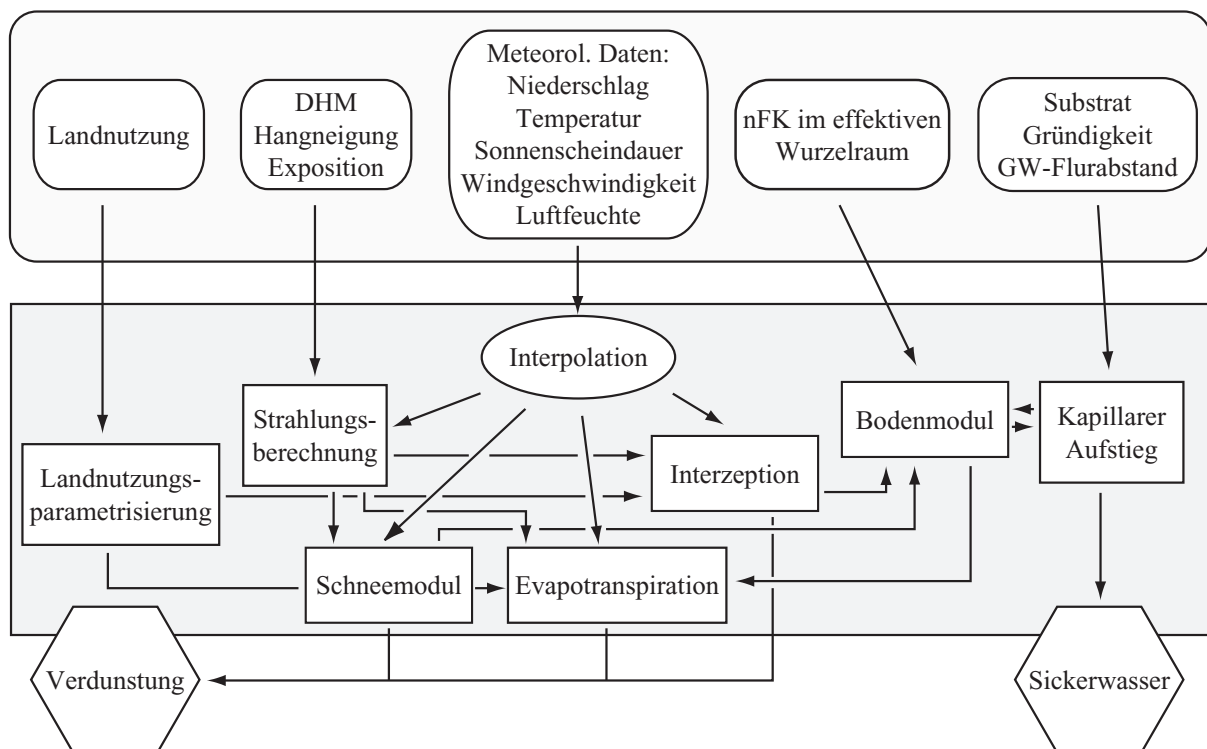 Landnutzung
DHM
Hangneigung
Exposition
Meteorol. Daten:
Niederschlag
Temperatur
Sonnenscheindauer
Windgeschwindigkeit
Luftfeuchte
nFK im effektiven
Wurzelraum
Substrat
Gründigkeit
GW-Flurabstand
Interpolation
Strahlungs-
berechnung
Landnutzungs-
parametrisierung
Interzeption
Bodenmodul
Kapillarer
Aufstieg
Schneemodul
Evapotranspiration
Verdunstung
Sickerwasser